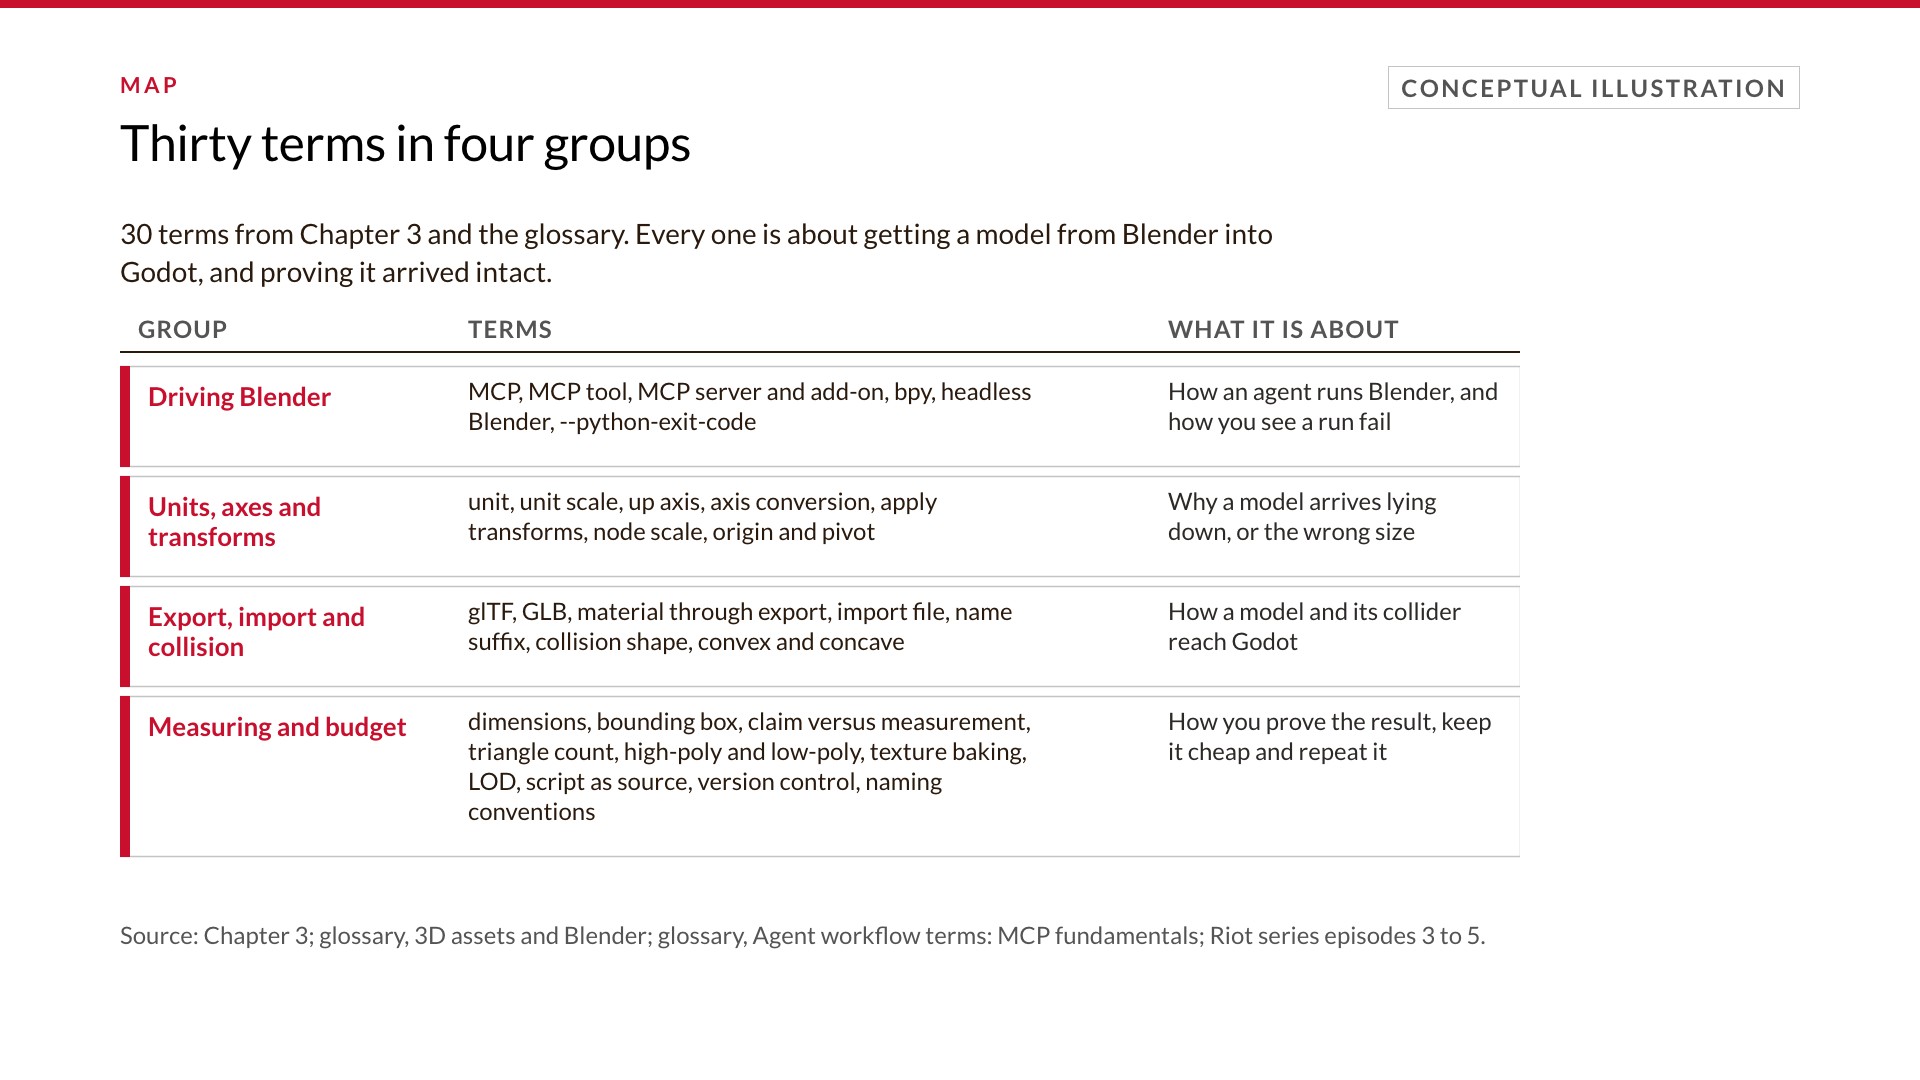 MAP
CONCEPTUAL ILLUSTRATION
Thirty terms in four groups
30 terms from Chapter 3 and the glossary. Every one is about getting a model from Blender into
Godot, and proving it arrived intact.
GROUP TERMS WHAT IT IS ABOUT
Driving Blender
MCP, MCP tool, MCP server and add-on, bpy, headless
Blender, --python-exit-code
How an agent runs Blender, and
how you see a run fail
Units, axes and
transforms
unit, unit scale, up axis, axis conversion, apply
transforms, node scale, origin and pivot
Why a model arrives lying
down, or the wrong size
Export, import and
collision
glTF, GLB, material through export, import file, name
suffix, collision shape, convex and concave
How a model and its collider
reach Godot
Measuring and budget
dimensions, bounding box, claim versus measurement,
triangle count, high-poly and low-poly, texture baking,
LOD, script as source, version control, naming
conventions
How you prove the result, keep
it cheap and repeat it
Source: Chapter 3; glossary, 3D assets and Blender; glossary, Agent workflow terms: MCP fundamentals; Riot series episodes 3 to 5.